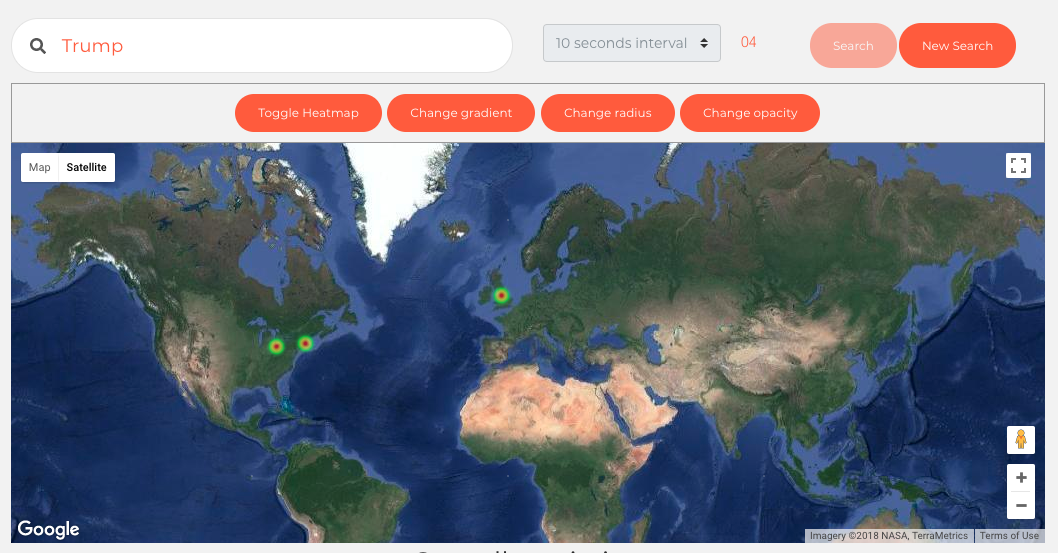 Trump
10 seconds interval
04
Search
New Search
Toggle Heatmap
Change gradient
Change radius
Change opacity
Map
Satellite
Google
Imagery ©2018 NASA, TerraMetrics
Terms of Use